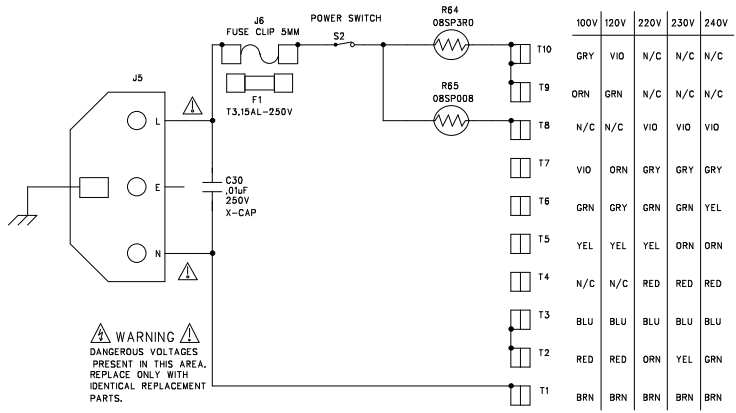 R64
08SP3R0
J6
FUSE CLIP 5MM
POWER SWITCH
S2
F1
T3.15AL-250V
R65
08SP008
J5
L
E
N
C30
.01uF
250V
X-CAP
WARNING
DANGEROUS VOLTAGES
PRESENT IN THIS AREA.
REPLACE ONLY WITH
IDENTICAL REPLACEMENT
PARTS.
100V 120V 220V 230V 240V
T10 GRY VIO N/C N/C N/C
T9 ORN GRN N/C N/C N/C
T8 N/C N/C VIO VIO VIO
T7 VIO ORN GRY GRY GRY
T6 GRN GRY GRN GRN YEL
T5 YEL YEL YEL ORN ORN
T4 N/C N/C RED RED RED
T3 BLU BLU BLU BLU BLU
T2 RED RED ORN YEL GRN
T1 BRN BRN BRN BRN BRN